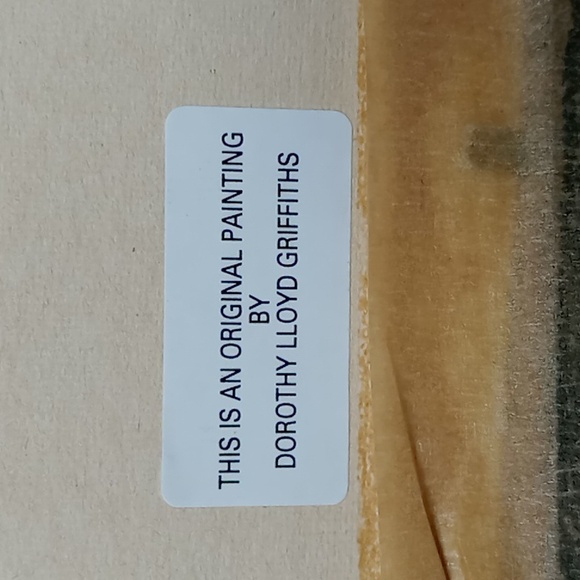 THIS IS AN ORIGINAL PAINTING
BY
DOROTHY LLOYD GRIFFITHS